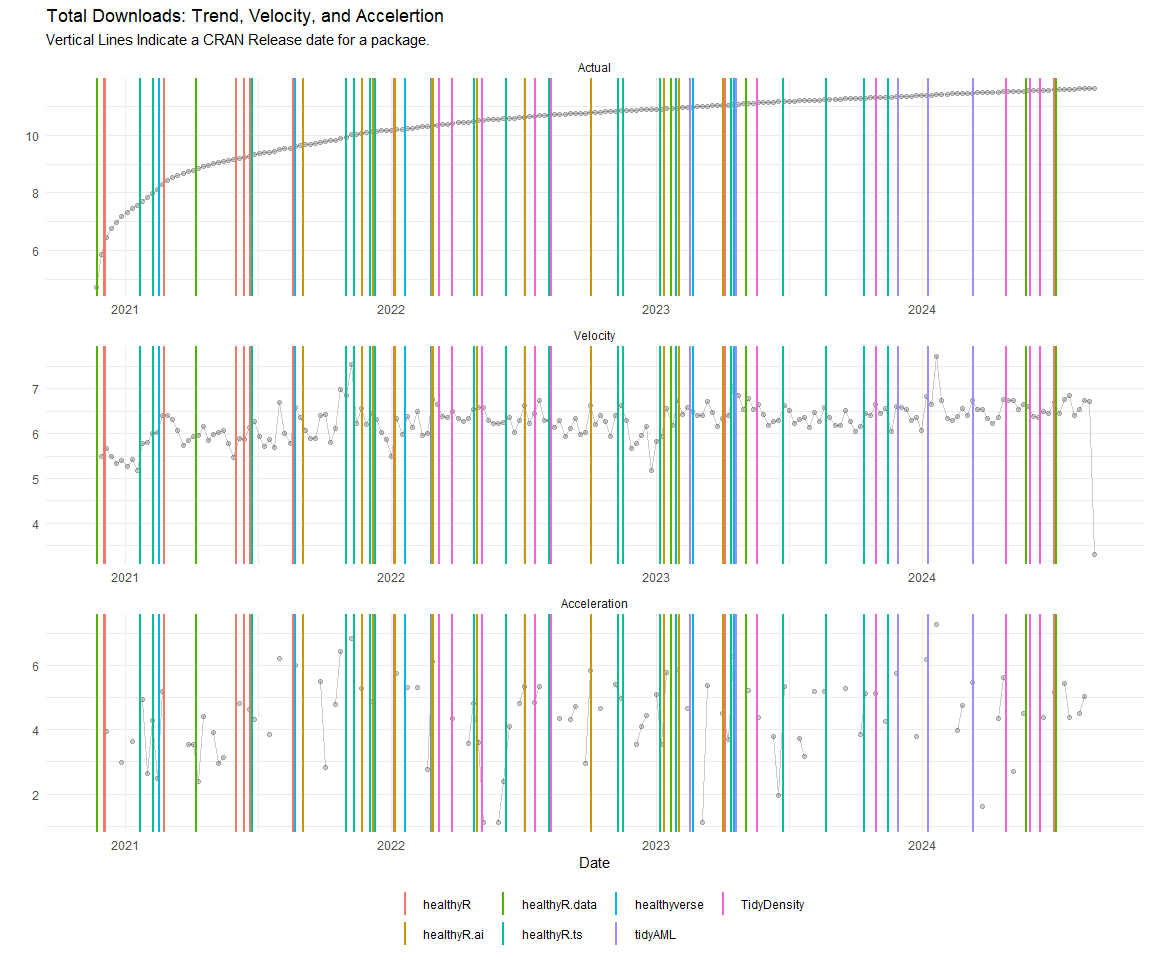 Total Downloads: Trend, Velocity, and Accelertion
Vertical Lines Indicate a CRAN Release date for a package.
Actual
10
8
6
2021 2022 2023 2024
Velocity
7
6
5
4
2021 2022 2023 2024
Acceleration
6
4
2
2021 2022 2023 2024
Date
healthyR healthyR.data healthyverse TidyDensity
healthyR.ai healthyR.ts tidyAML